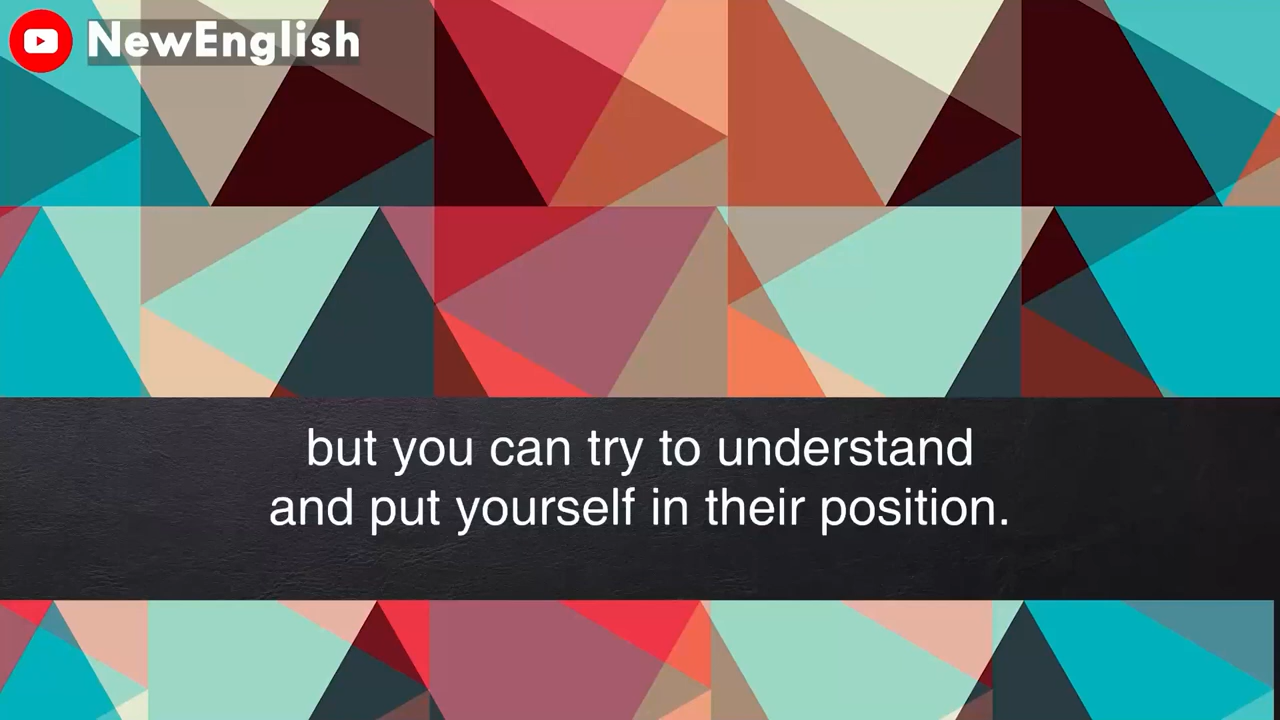 NewEnglish
but you can try to understand
and put yourself in their position.